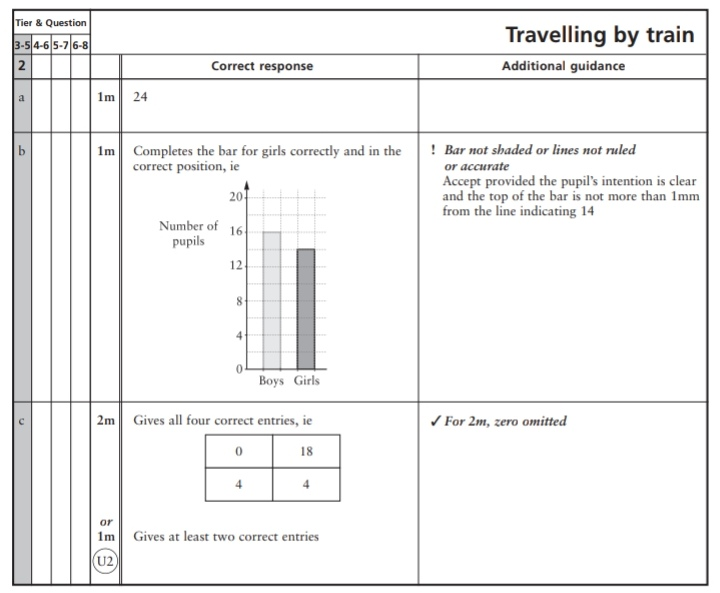 Tier & Question
3-5 4-6 5-7 6-8
Travelling by train
2
Correct response
Additional guidance
a
1m
24
b
1m
Completes the bar for girls correctly and in the
correct position, ie
20
Number of
16
pupils
12
8
4
0
Boys Girls
! Bar not shaded or lines not ruled
or accurate
Accept provided the pupil's intention is clear
and the top of the bar is not more than 1mm
from the line indicating 14
c
2m
Gives all four correct entries, ie
✓ For 2m, zero omitted
0 18
4 4
or
1m
Gives at least two correct entries
U2